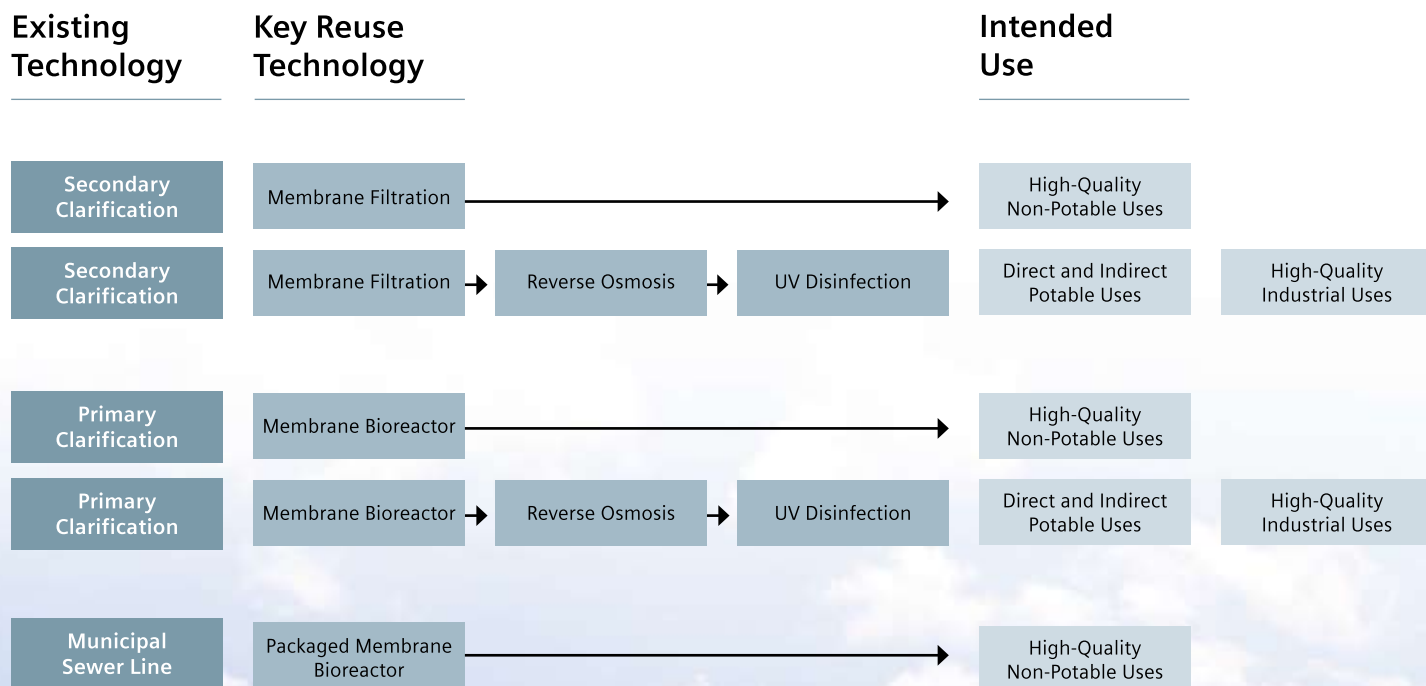 Existing
Technology
Key Reuse
Technology
Intended
Use
Secondary
Clarification
Membrane Filtration
High-Quality
Non-Potable Uses
Secondary
Clarification
Membrane Filtration
Reverse Osmosis
UV Disinfection
Direct and Indirect
Potable Uses
High-Quality
Industrial Uses
Primary
Clarification
Membrane Bioreactor
High-Quality
Non-Potable Uses
Primary
Clarification
Membrane Bioreactor
Reverse Osmosis
UV Disinfection
Direct and Indirect
Potable Uses
High-Quality
Industrial Uses
Municipal
Sewer Line
Packaged Membrane
Bioreactor
High-Quality
Non-Potable Uses